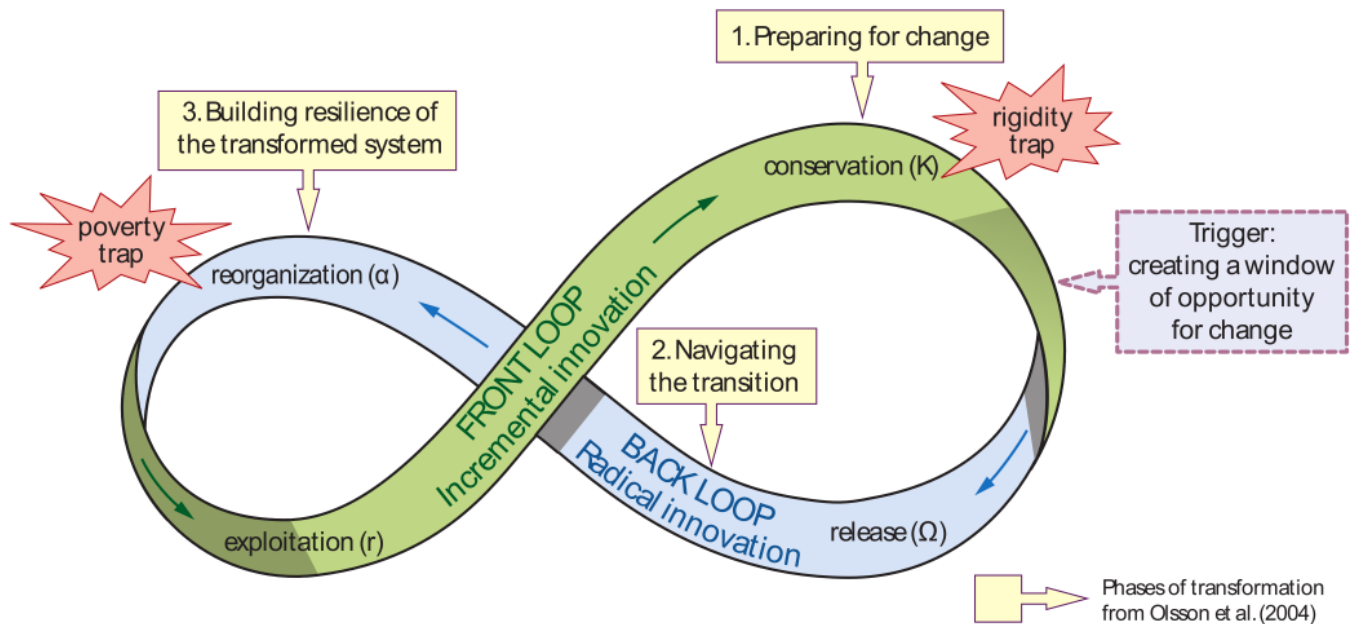 1. Preparing for change
3. Building resilience of
the transformed system
rigidity
trap
conservation (K)
poverty
trap
reorganization (α)
Trigger:
creating a window
of opportunity
for change
FRONT LOOP
Incremental innovation
2. Navigating
the transition
BACK LOOP
Radical innovation
exploitation (r)
release (Ω)
Phases of transformation
from Olsson et al. (2004)